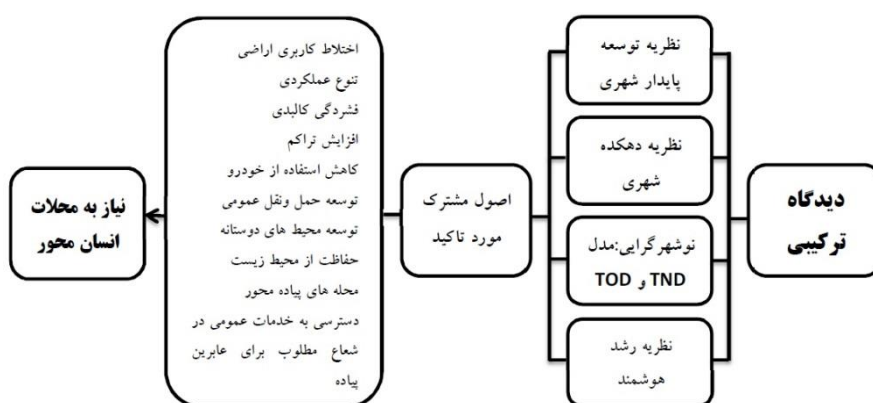 دیدگاه
ترکیبی
نظریه توسعه
پایدار شهری
نظریه دهکده
شهری
نوشهرگرایی:مدل
TND و TOD
نظریه رشد
هوشمند
اصول مشترک
مورد تاکید
اختلاط کاربری اراضی
تنوع عملکردی
فشردگی کالبدی
افزایش تراکم
کاهش استفاده از خودرو
توسعه حمل ونقل عمومی
توسعه محیط های دوستانه
حفاظت از محیط زیست
محله های پیاده محور
دسترسی به خدمات عمومی در
شعاع مطلوب برای عابرین
پیاده
نیاز به محلات
انسان محور